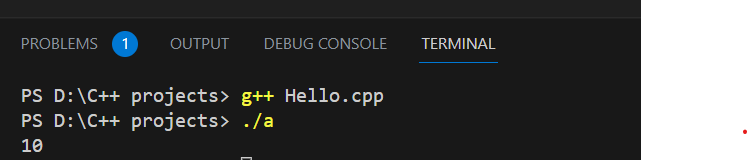 PROBLEMS 1 OUTPUT DEBUG CONSOLE TERMINAL
PS D:\C++ projects> g++ Hello.cpp
PS D:\C++ projects> ./a
10